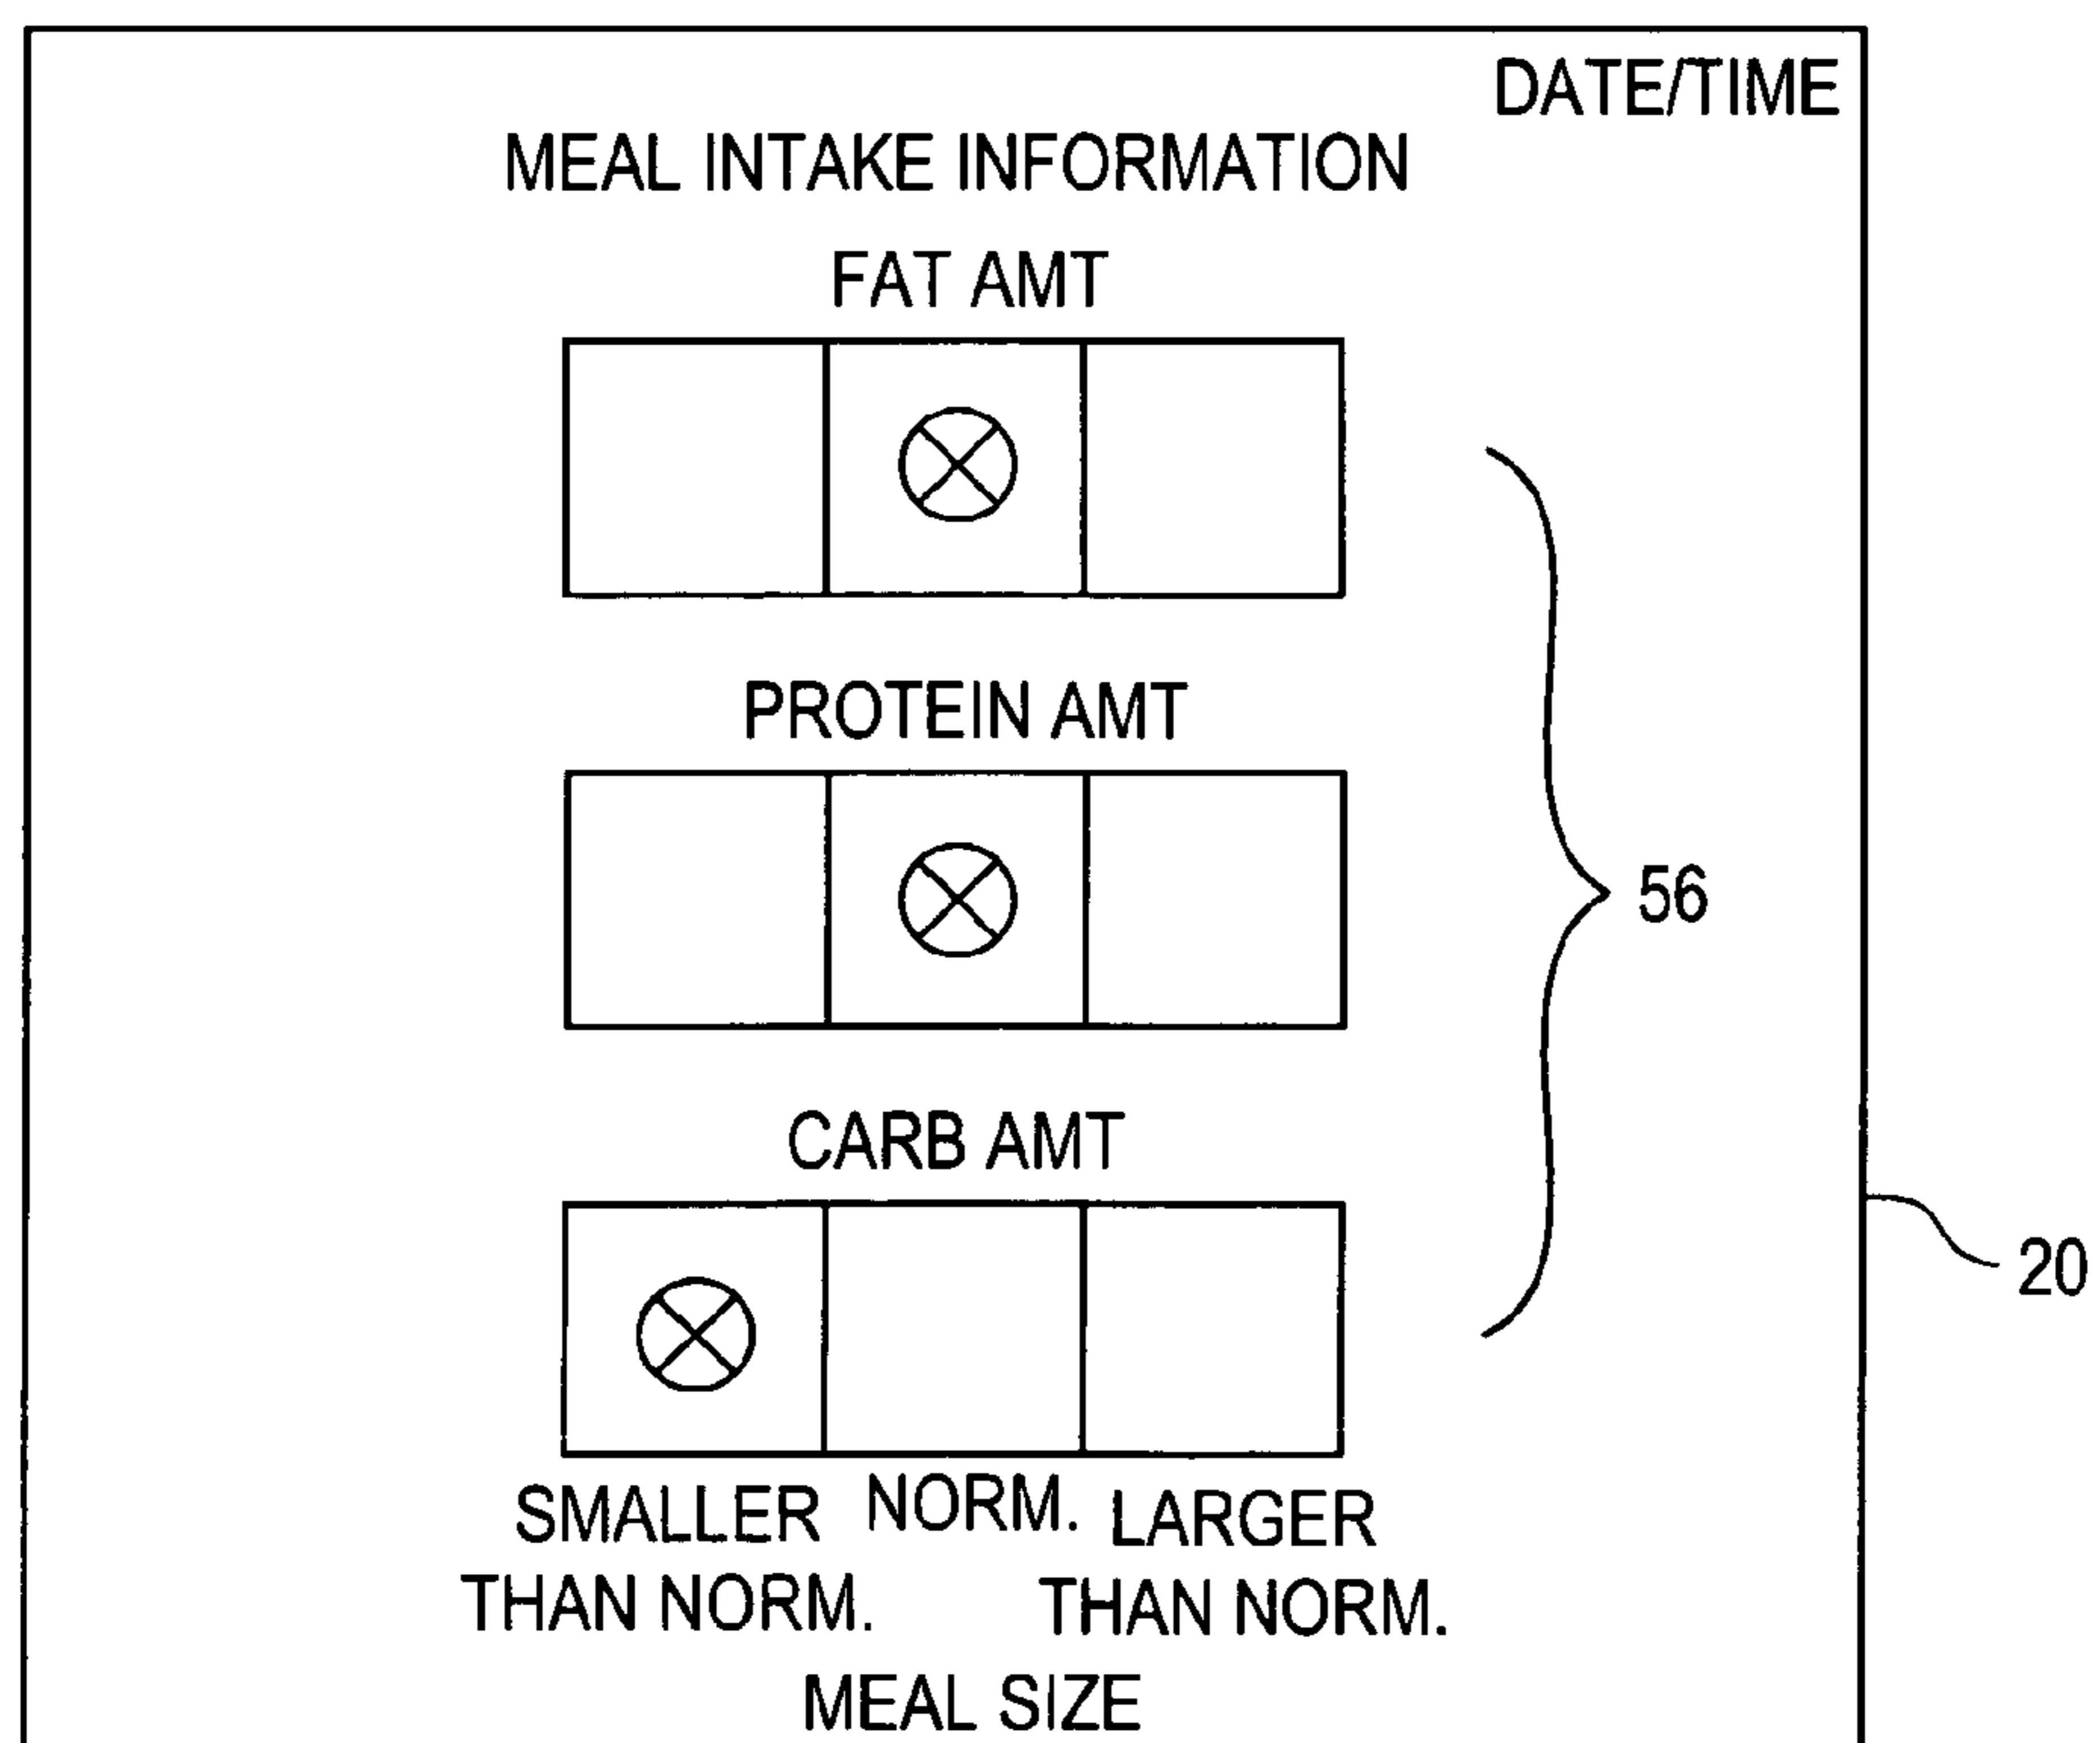 DATE/TIME
MEAL INTAKE INFORMATION
FAT AMT
PROTEIN AMT
56
CARB AMT
20
SMALLER NORM. LARGER
THAN NORM. THAN NORM.
MEAL SIZE